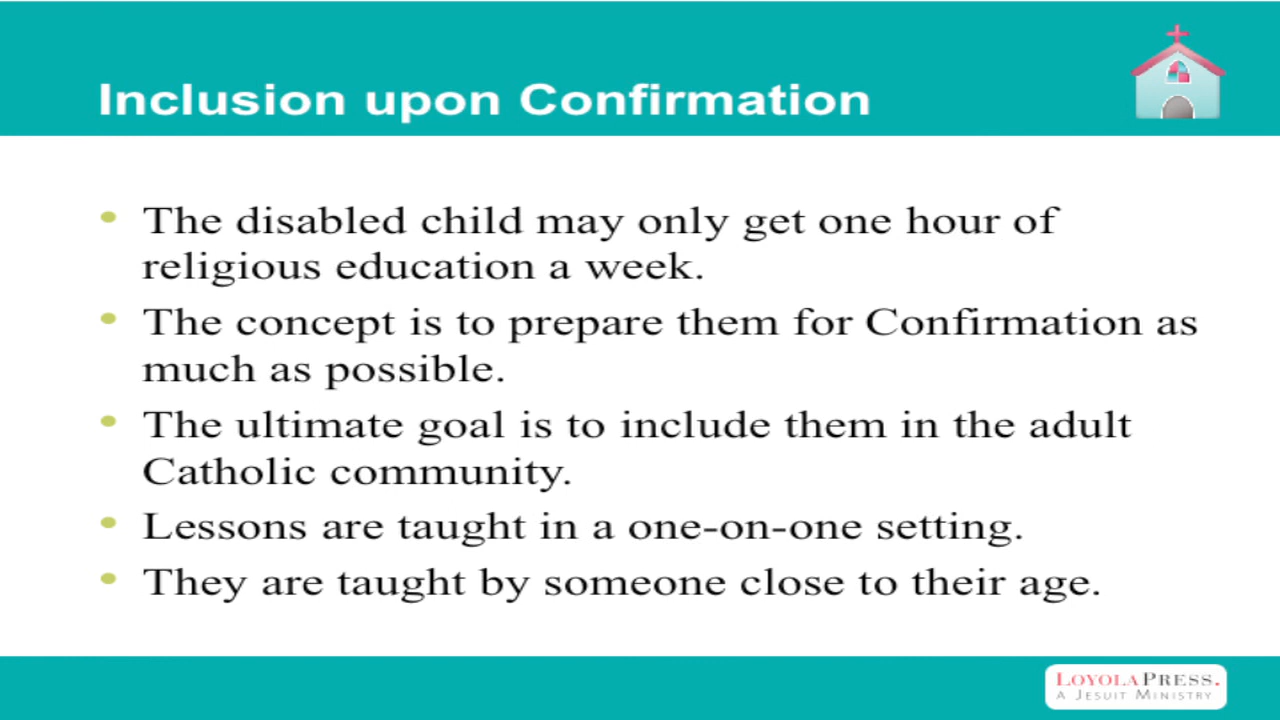 Inclusion upon Confirmation
• The disabled child may only get one hour of
religious education a week.
• The concept is to prepare them for Confirmation as
much as possible.
• The ultimate goal is to include them in the adult
Catholic community.
• Lessons are taught in a one-on-one setting.
• They are taught by someone close to their age.
LOYOLAPRESS.
A JESUIT MINISTRY